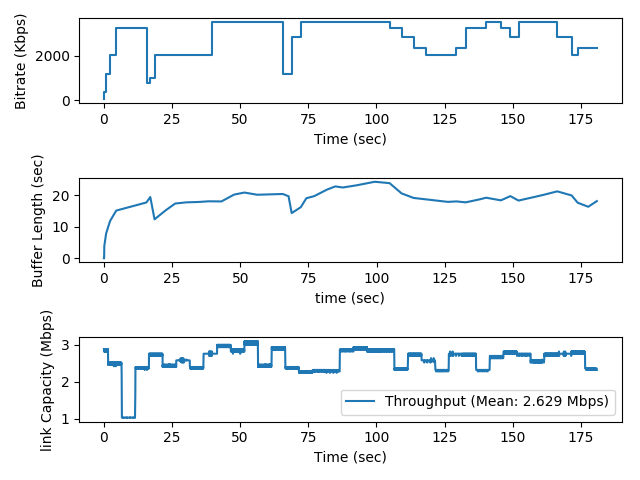 Bitrate (Kbps)
2000
0
0 25 50 75 100 125 150 175
Time (sec)
Buffer Length (sec)
20
10
0
0 25 50 75 100 125 150 175
time (sec)
link Capacity (Mbps)
3
2
1
Throughput (Mean: 2.629 Mbps)
0 25 50 75 100 125 150 175
Time (sec)